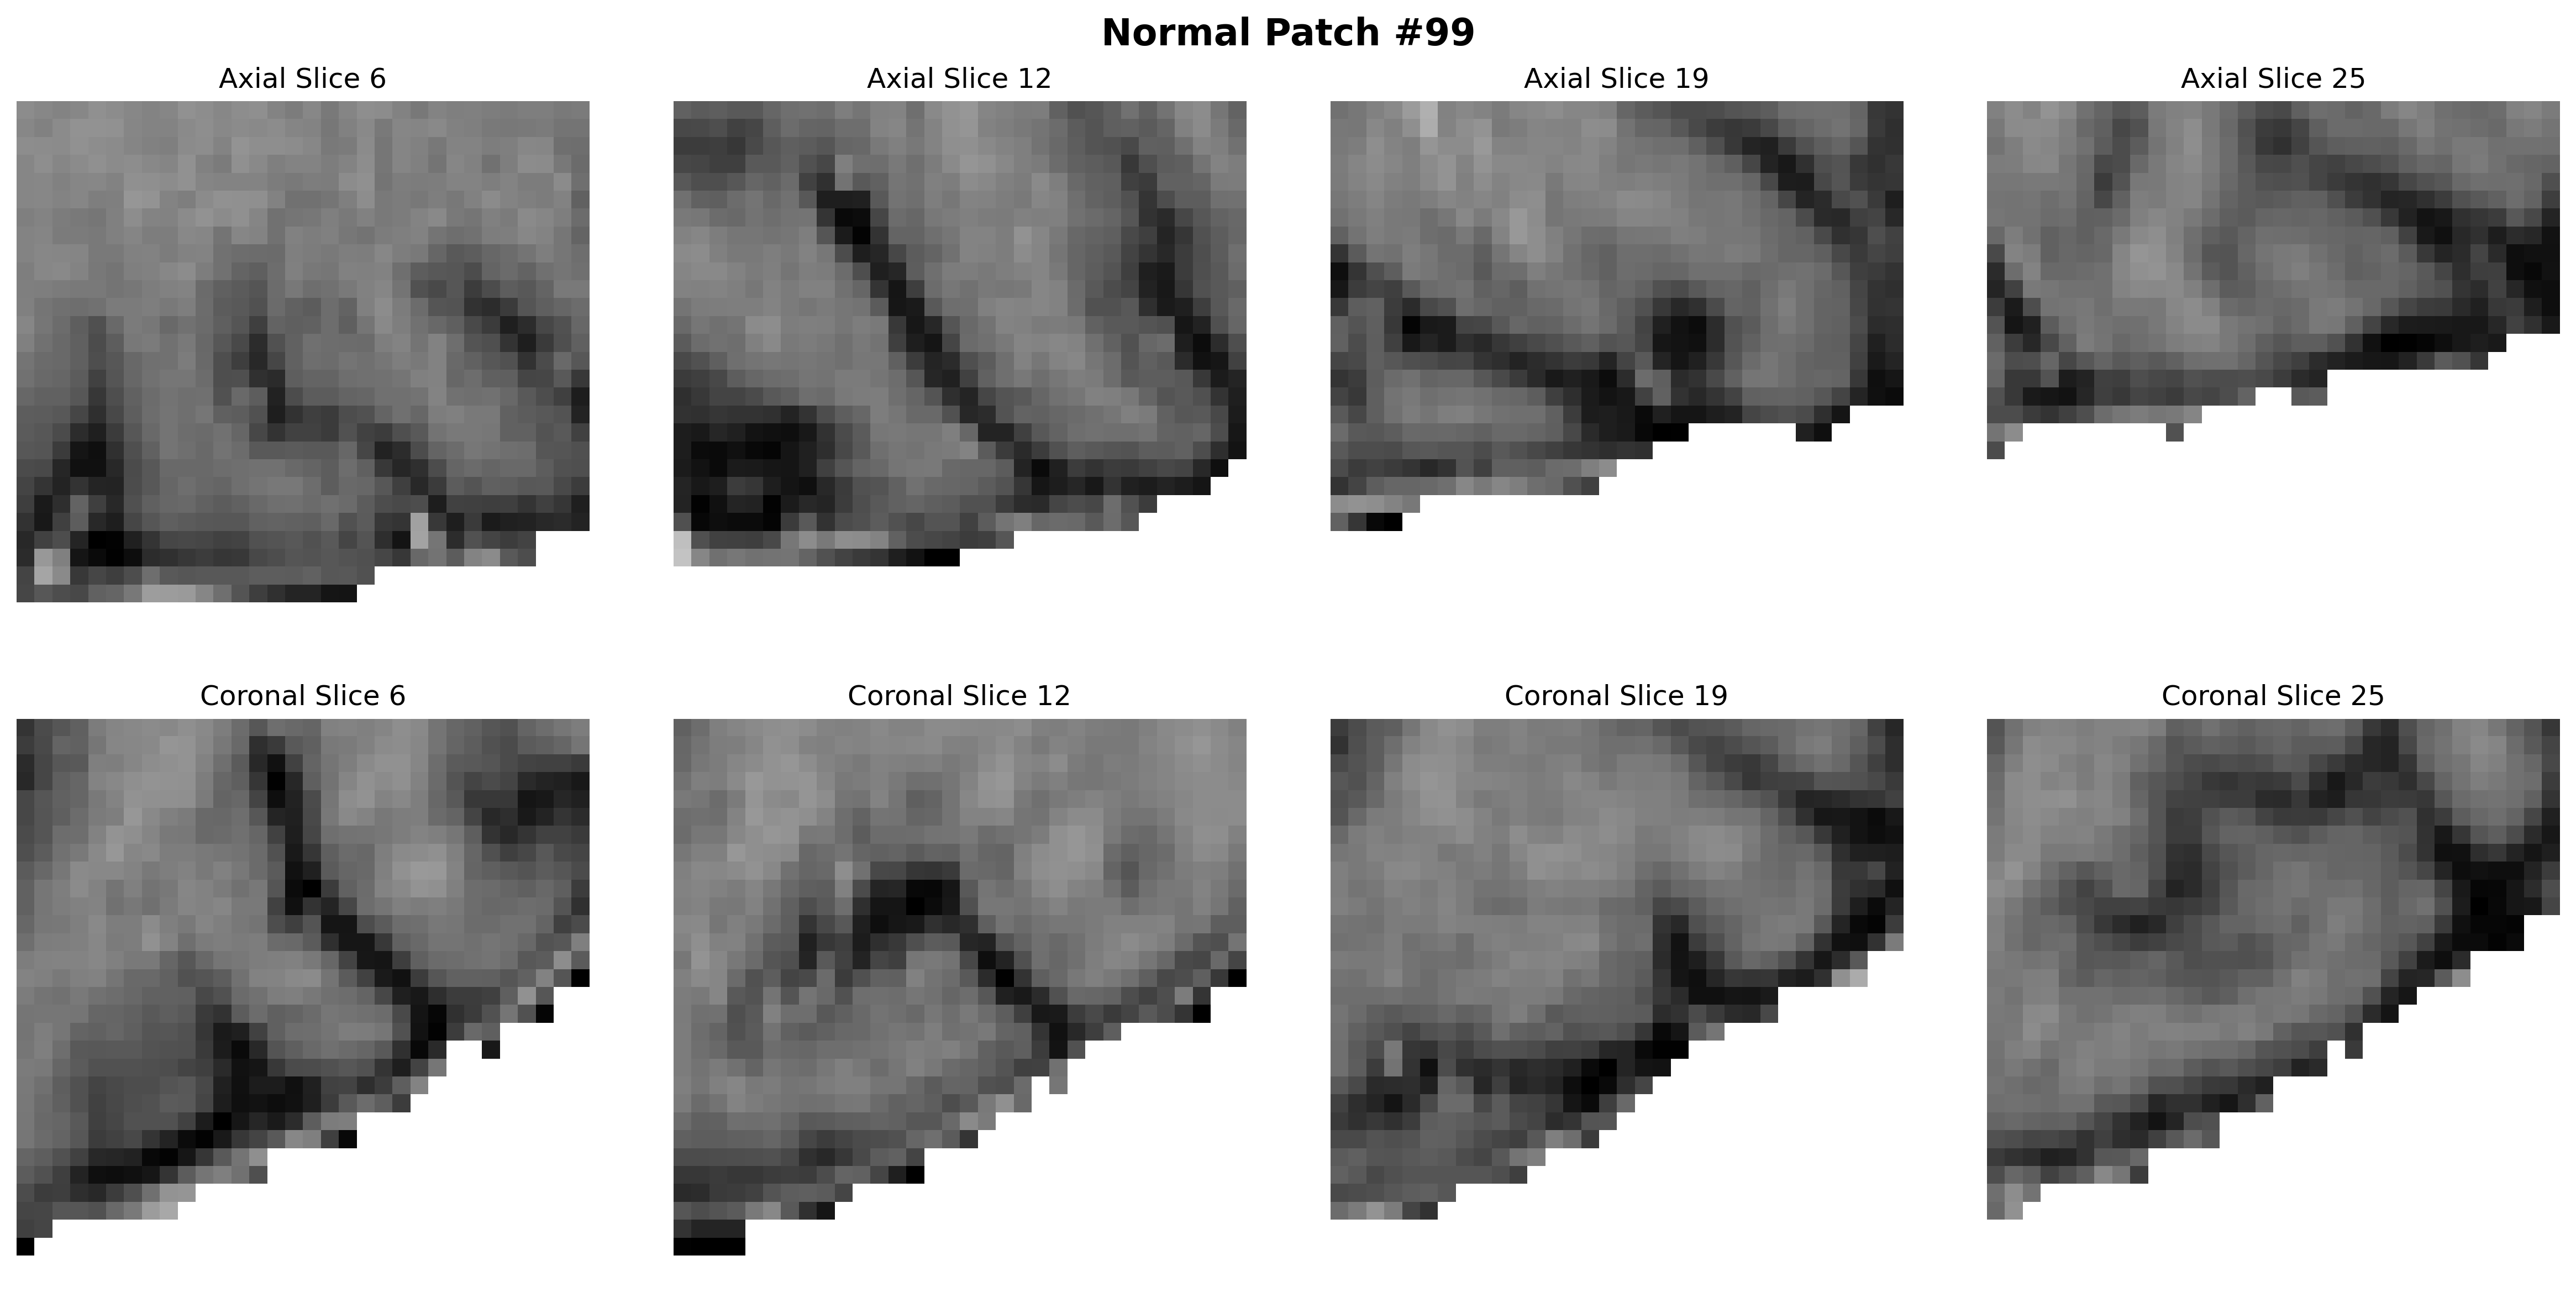 Normal Patch #99
Axial Slice 6
Axial Slice 12
Axial Slice 19
Axial Slice 25
Coronal Slice 6
Coronal Slice 12
Coronal Slice 19
Coronal Slice 25